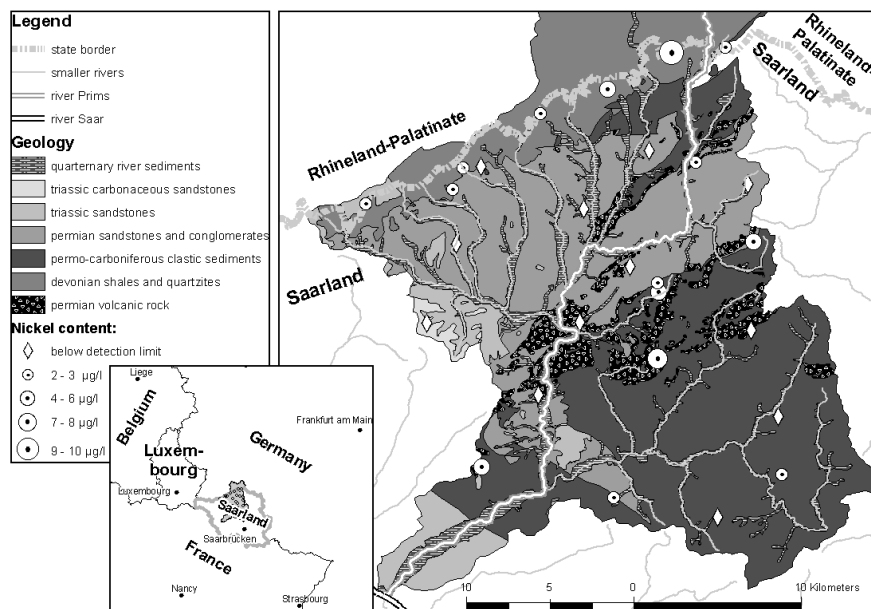 Legend
state border
smaller rivers
river Prims
river Saar
Geology
quarternary river sediments
triassic carbonaceous sandstones
triassic sandstones
permian sandstones and conglomerates
permo-carboniferous clastic sediments
devonian shales and quartzites
permian volcanic rock
Nickel content:
below detection limit
2 - 3 µg/l
4 - 6 µg/l
7 - 8 µg/l
9 - 10 µg/l
Rhineland-Palatinate
Saarland
Rhineland-
Palatinate
Saarland
Liege
Belgium
Frankfurt am Main
Germany
Luxem-
bourg
Luxembourg
Saarland
Saarbrücken
France
Nancy
Strasbourg
10 5 0 10 Kilometers